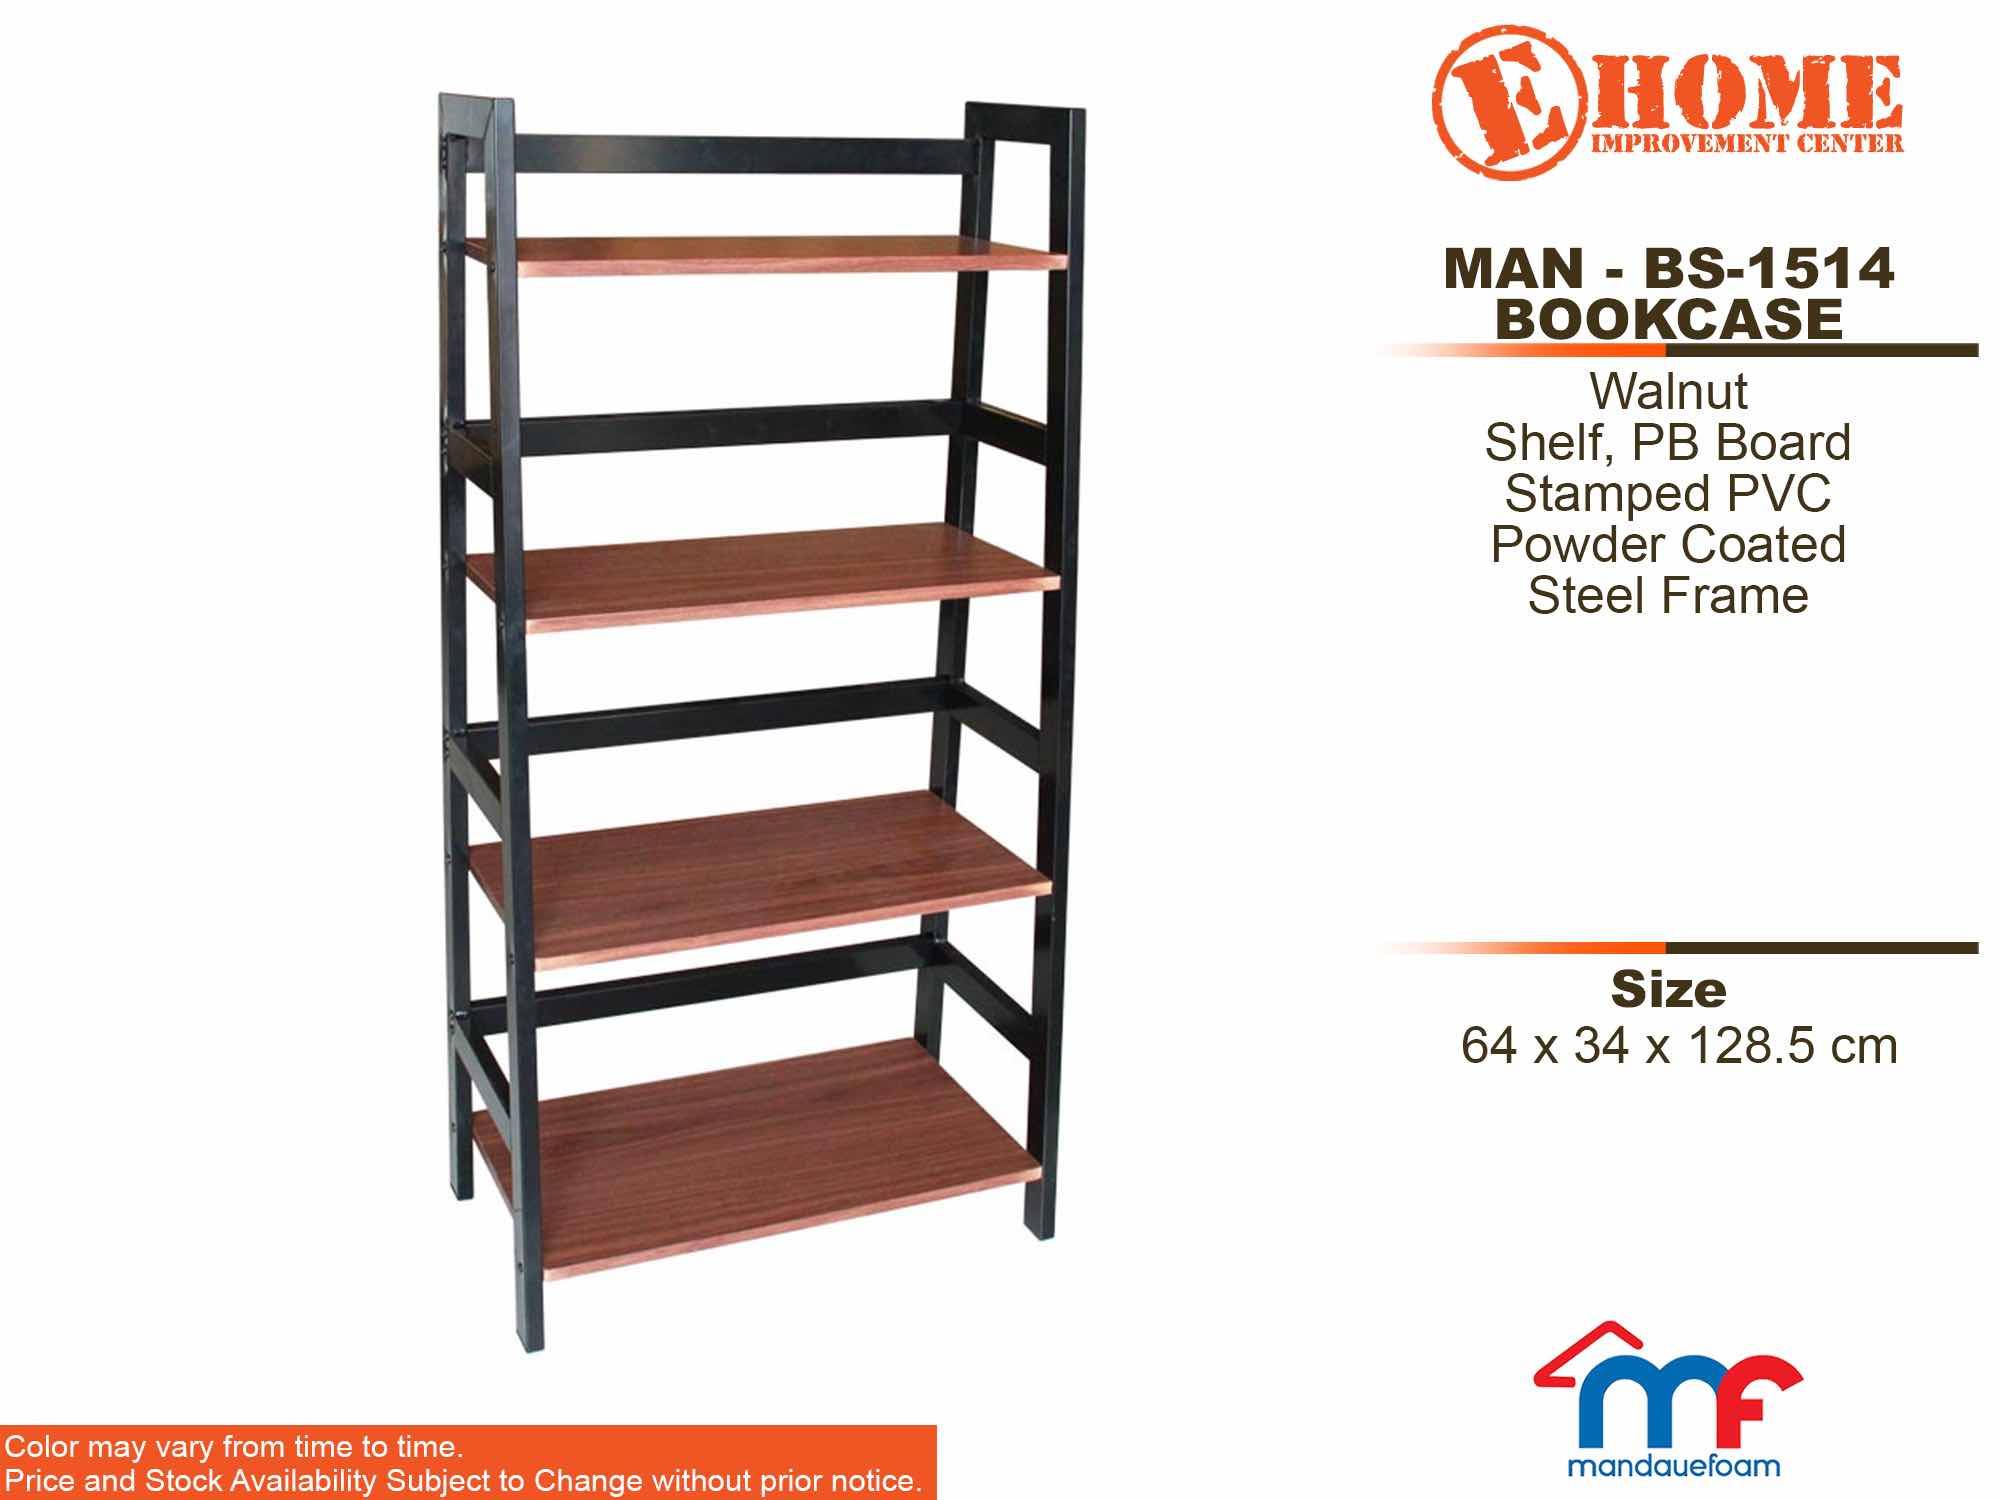 E HOME
IMPROVEMENT CENTER
MAN - BS-1514
BOOKCASE
Walnut
Shelf, PB Board
Stamped PVC
Powder Coated
Steel Frame
Size
64 x 34 x 128.5 cm
mf
mandauefoam
Color may vary from time to time.
Price and Stock Availability Subject to Change without prior notice.